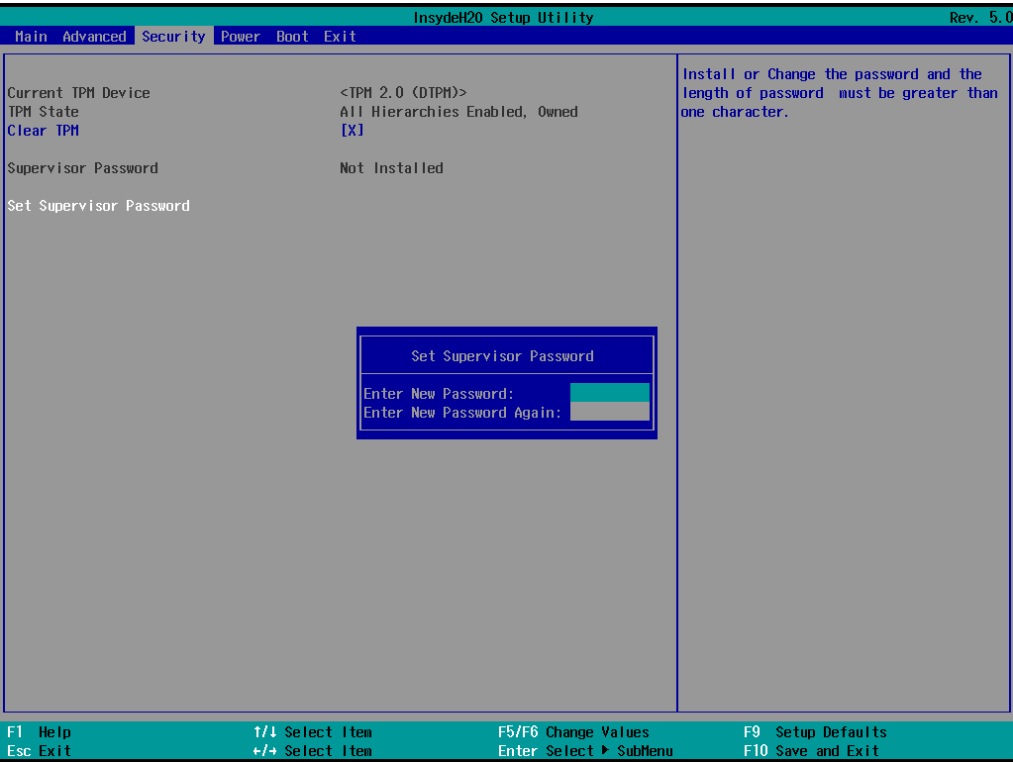 InsydeH20 Setup Utility Rev. 5.0
Main Advanced Security Power Boot Exit
Current TPM Device <TPM 2.0 (DTPM)>
TPM State All Hierarchies Enabled, Owned
Clear TPM [X]
Supervisor Password Not Installed
Set Supervisor Password
Install or Change the password and the
length of password must be greater than
one character.
Set Supervisor Password
Enter New Password:
Enter New Password Again:
F1 Help ↑/↓ Select Item F5/F6 Change Values F9 Setup Defaults
Esc Exit ←/→ Select Item Enter Select ▶ SubMenu F10 Save and Exit